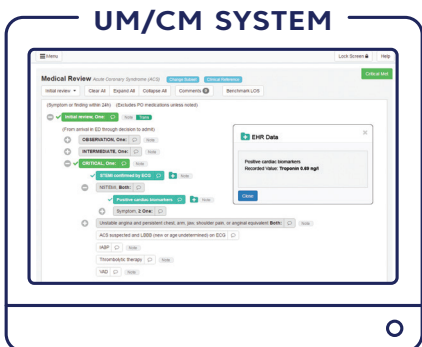 UM/CM SYSTEM
Menu Lock Screen Help
Medical Review Acute Coronary Syndrome (ACS) Change Subset Clinical Reference Criteria Met
Initial review Clear All Expand All Collapse All Comments 0 Benchmark LOS
(Symptom or finding within 24h) (Excludes PO medications unless noted)
Initial review, One: Note
(From arrival in ED through decision to admit)
OBSERVATION, One: Note
INTERMEDIATE, One: Note
CRITICAL, One: Note
STEMI confirmed by ECG Note
NSTEMI, Both: Note
Positive cardiac biomarkers Note
Symptom, ≥ One:
Unstable angina and persistent chest, arm, jaw, shoulder pain, or anginal equivalent Both: Note
ACS suspected and LBBB (new or age undetermined) on ECG
IABP Note
Thrombolytic therapy Note
VAD Note
EHR Data
Positive cardiac biomarkers
Recorded Value: Troponin 0.69 ng/l
Close